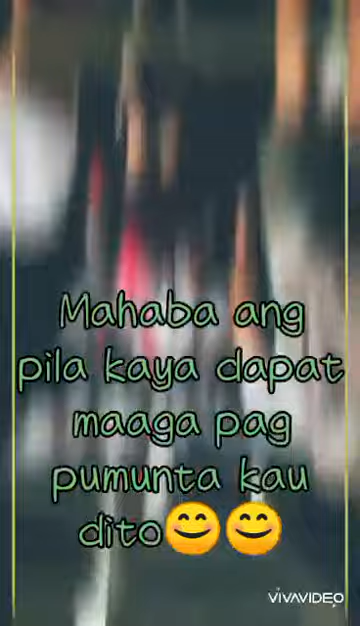 Mahaba ang
pila kaya dapat
maaga pag
pumunta kau
dito😊😊
VIVAVIDEO